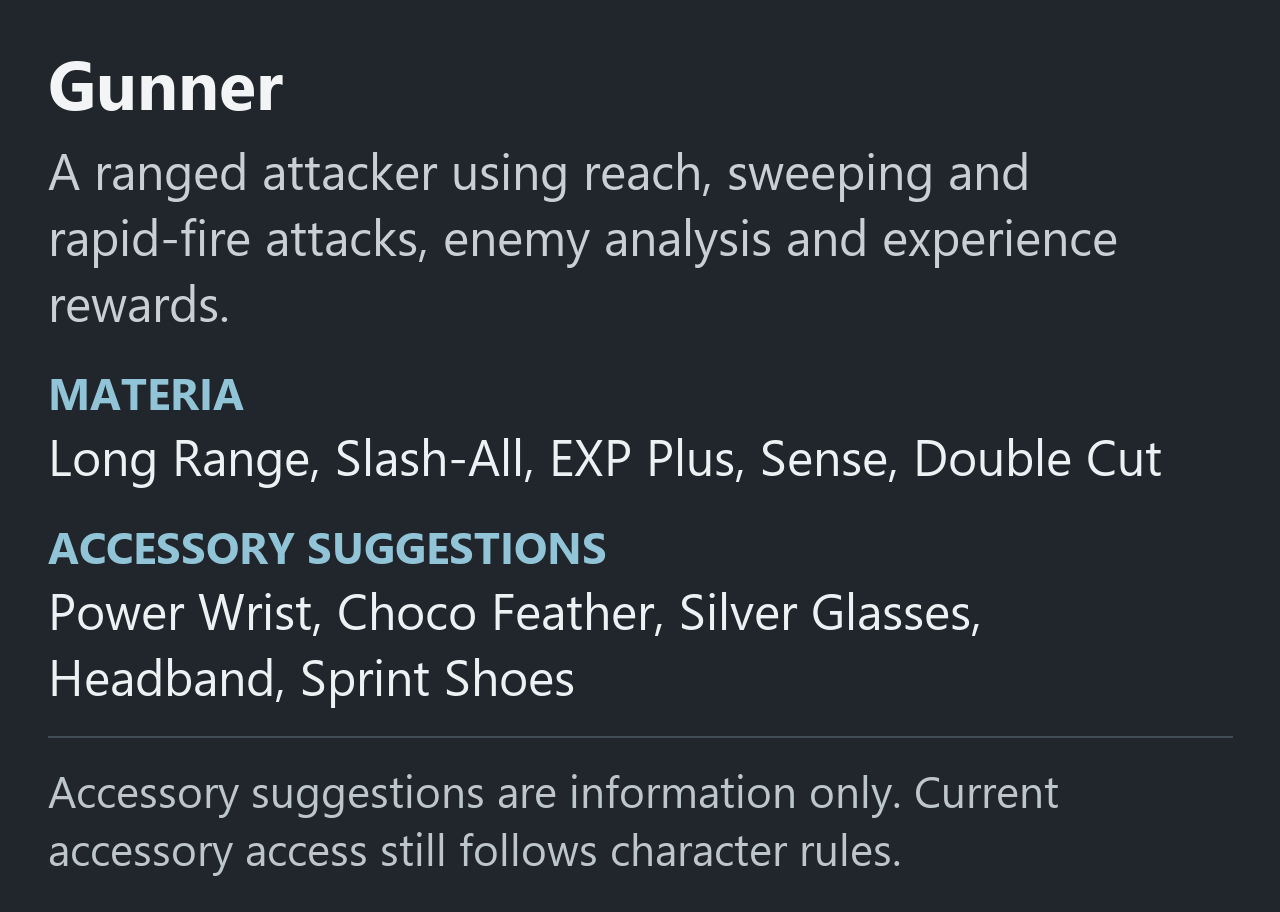 Gunner
A ranged attacker using reach, sweeping and
rapid-fire attacks, enemy analysis and experience
rewards.
MATERIA
Long Range, Slash-All, EXP Plus, Sense, Double Cut
ACCESSORY SUGGESTIONS
Power Wrist, Choco Feather, Silver Glasses,
Headband, Sprint Shoes
Accessory suggestions are information only. Current
accessory access still follows character rules.